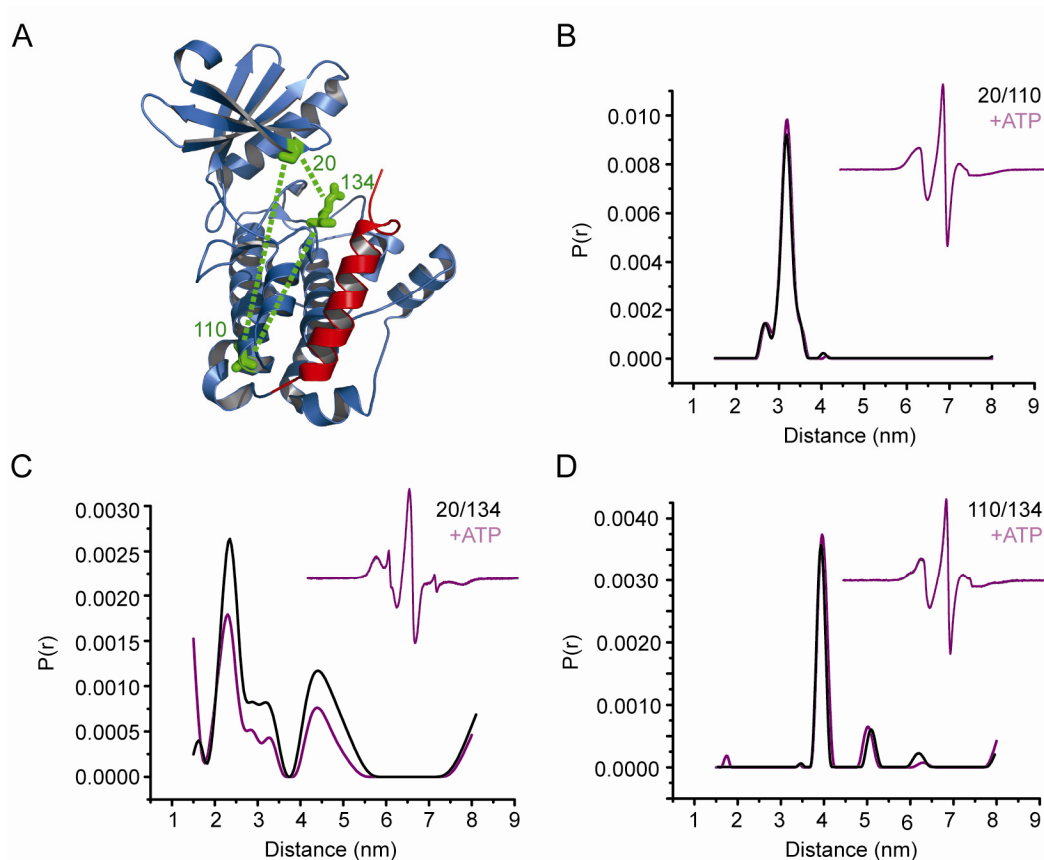 A
20
134
110
B
20/110
+ATP
0.010
0.008
0.006
0.004
0.002
0.000
P(r)
1 2 3 4 5 6 7 8 9
Distance (nm)
C
20/134
+ATP
0.0030
0.0025
0.0020
0.0015
0.0010
0.0005
0.0000
P(r)
1 2 3 4 5 6 7 8 9
Distance (nm)
D
110/134
+ATP
0.0040
0.0030
0.0020
0.0010
0.0000
P(r)
1 2 3 4 5 6 7 8 9
Distance (nm)